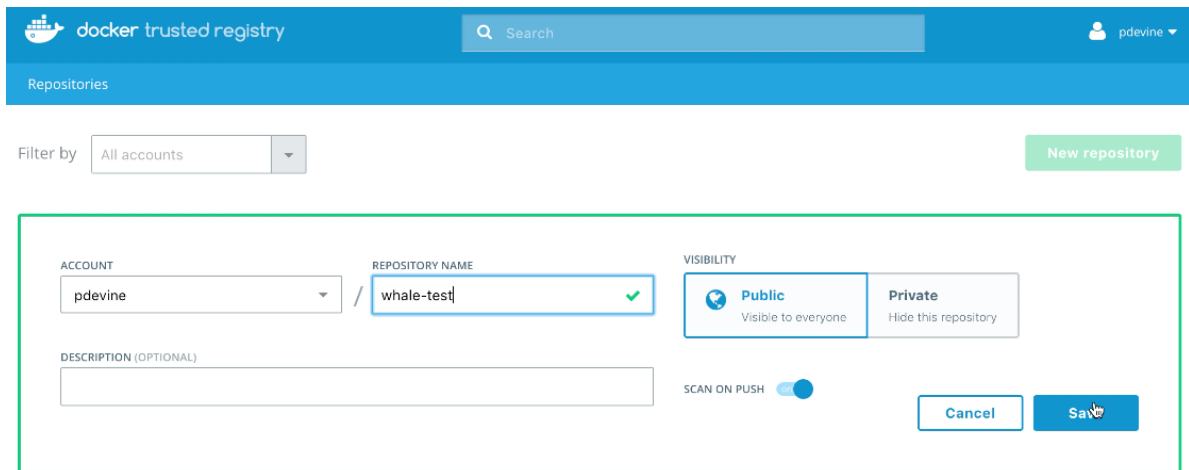 docker trusted registry
Search
pdevine
Repositories
Filter by
All accounts
New repository
ACCOUNT
REPOSITORY NAME
VISIBILITY
pdevine
/
whale-test
Public
Visible to everyone
Private
Hide this repository
DESCRIPTION (OPTIONAL)
SCAN ON PUSH
Cancel